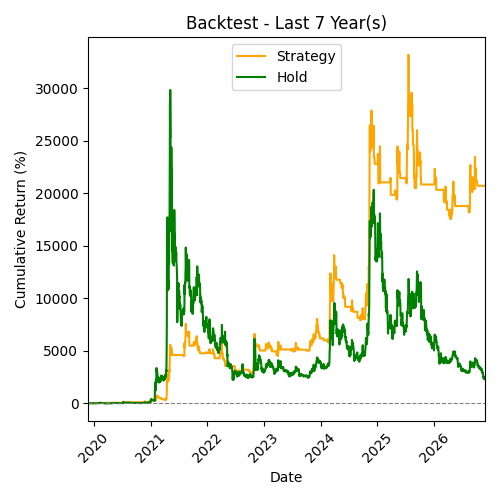 Backtest - Last 7 Year(s)
Strategy
Hold
Cumulative Return (%)
30000
25000
20000
15000
10000
5000
0
2020
2021
2022
2023
2024
2025
2026
Date